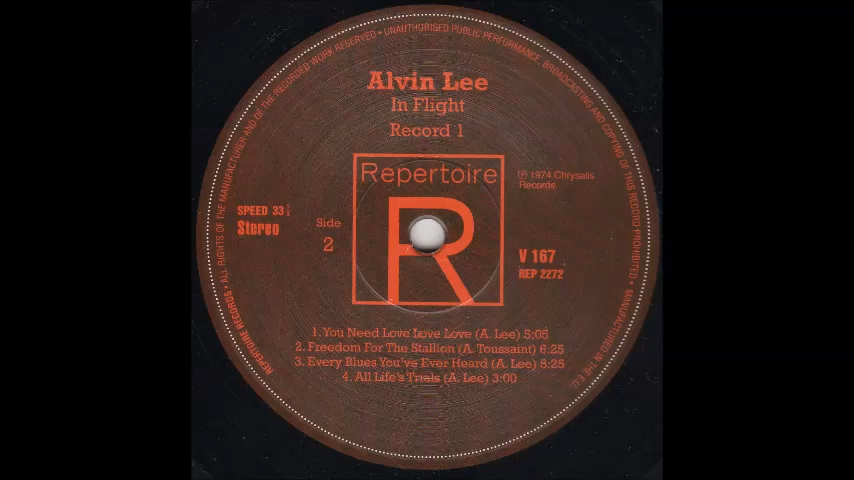 Alvin Lee
In Flight
Record 1
Repertoire
R
℗ 1974 Chrysalis
Records
SPEED 33⅓
Stereo
Side
2
V 167
REP 2272
1. You Need Love Love Love (A. Lee) 5:05
2. Freedom For The Stallion (A. Toussaint) 6:25
3. Every Blues You've Ever Heard (A. Lee) 5:25
4. All Life's Trials (A. Lee) 3:00
REPERTOIRE RECORDS • ALL RIGHTS OF THE MANUFACTURER AND OF THE RECORDED WORK RESERVED • UNAUTHORISED PUBLIC PERFORMANCE, BROADCASTING AND COPYING OF THIS RECORD PROHIBITED • MANUFACTURED IN THE E.U.